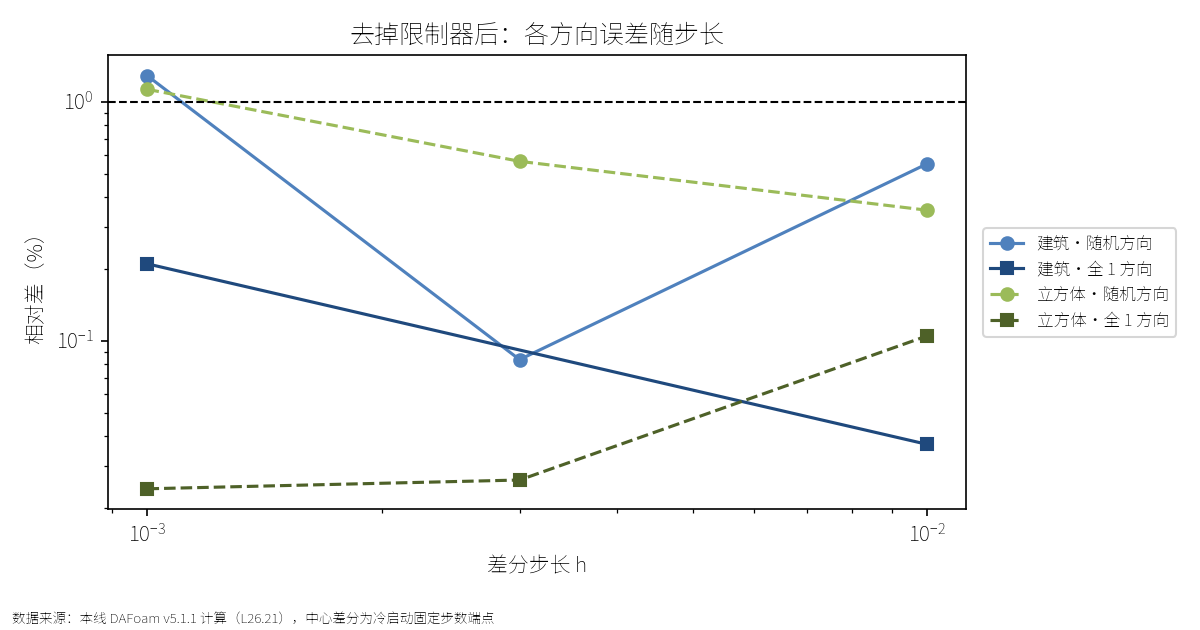 去掉限制器后：各方向误差随步长
10⁰
10⁻¹
相对差（%）
10⁻³
10⁻²
差分步长 h
建筑·随机方向
建筑·全 1 方向
立方体·随机方向
立方体·全 1 方向
数据来源：本线 DAFoam v5.1.1 计算（L26.21），中心差分为冷启动固定步数端点